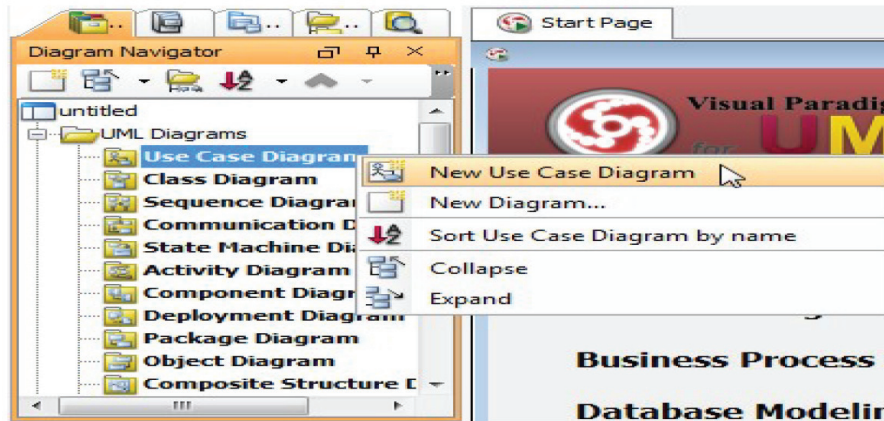 Start Page
Diagram Navigator
untitled
UML Diagrams
Use Case Diagram
Class Diagram
Sequence Diagra
Communication D
State Machine Di
Activity Diagram
Component Diagr
Deployment Diagram
Package Diagram
Object Diagram
Composite Structure D
New Use Case Diagram
New Diagram...
Sort Use Case Diagram by name
Collapse
Expand
Visual Paradig
for UM
Business Process
Database Modelin